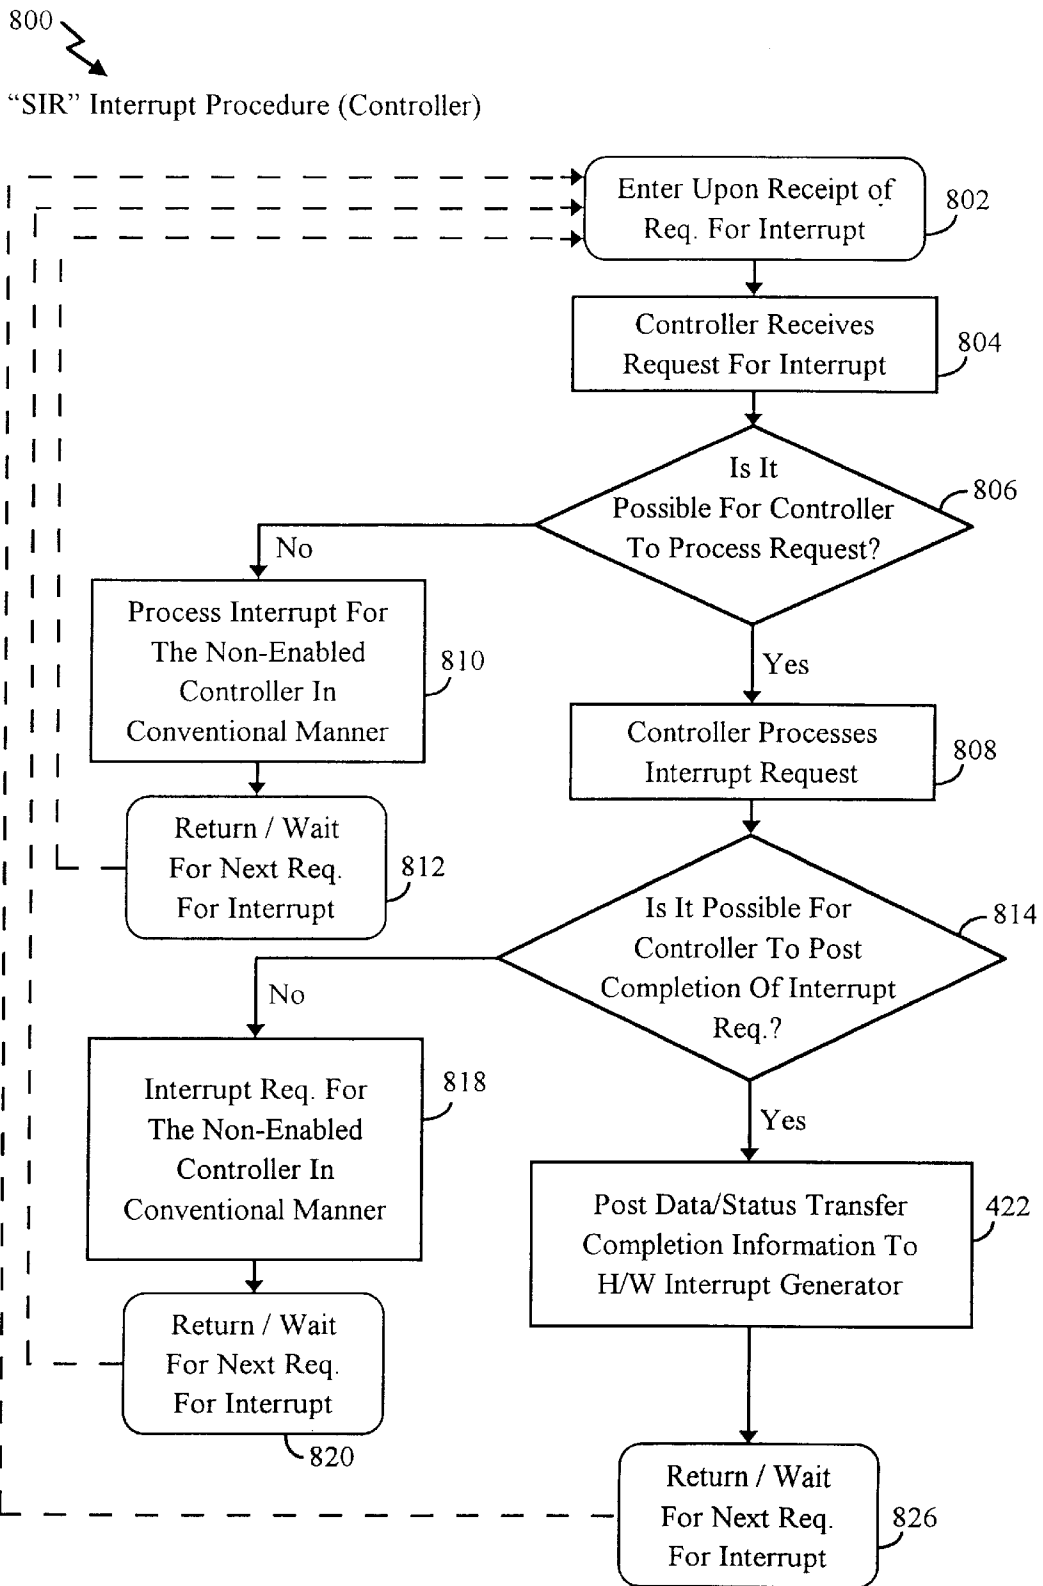 800
“SIR” Interrupt Procedure (Controller)
Enter Upon Receipt of
Req. For Interrupt
802
Controller Receives
Request For Interrupt
804
Is It
Possible For Controller
To Process Request?
806
No
Process Interrupt For
The Non-Enabled
Controller In
Conventional Manner
810
Yes
Controller Processes
Interrupt Request
808
Return / Wait
For Next Req.
For Interrupt
812
Is It Possible For
Controller To Post
Completion Of Interrupt
Req.?
814
No
Interrupt Req. For
The Non-Enabled
Controller In
Conventional Manner
818
Yes
Post Data/Status Transfer
Completion Information To
H/W Interrupt Generator
422
Return / Wait
For Next Req.
For Interrupt
820
Return / Wait
For Next Req.
For Interrupt
826